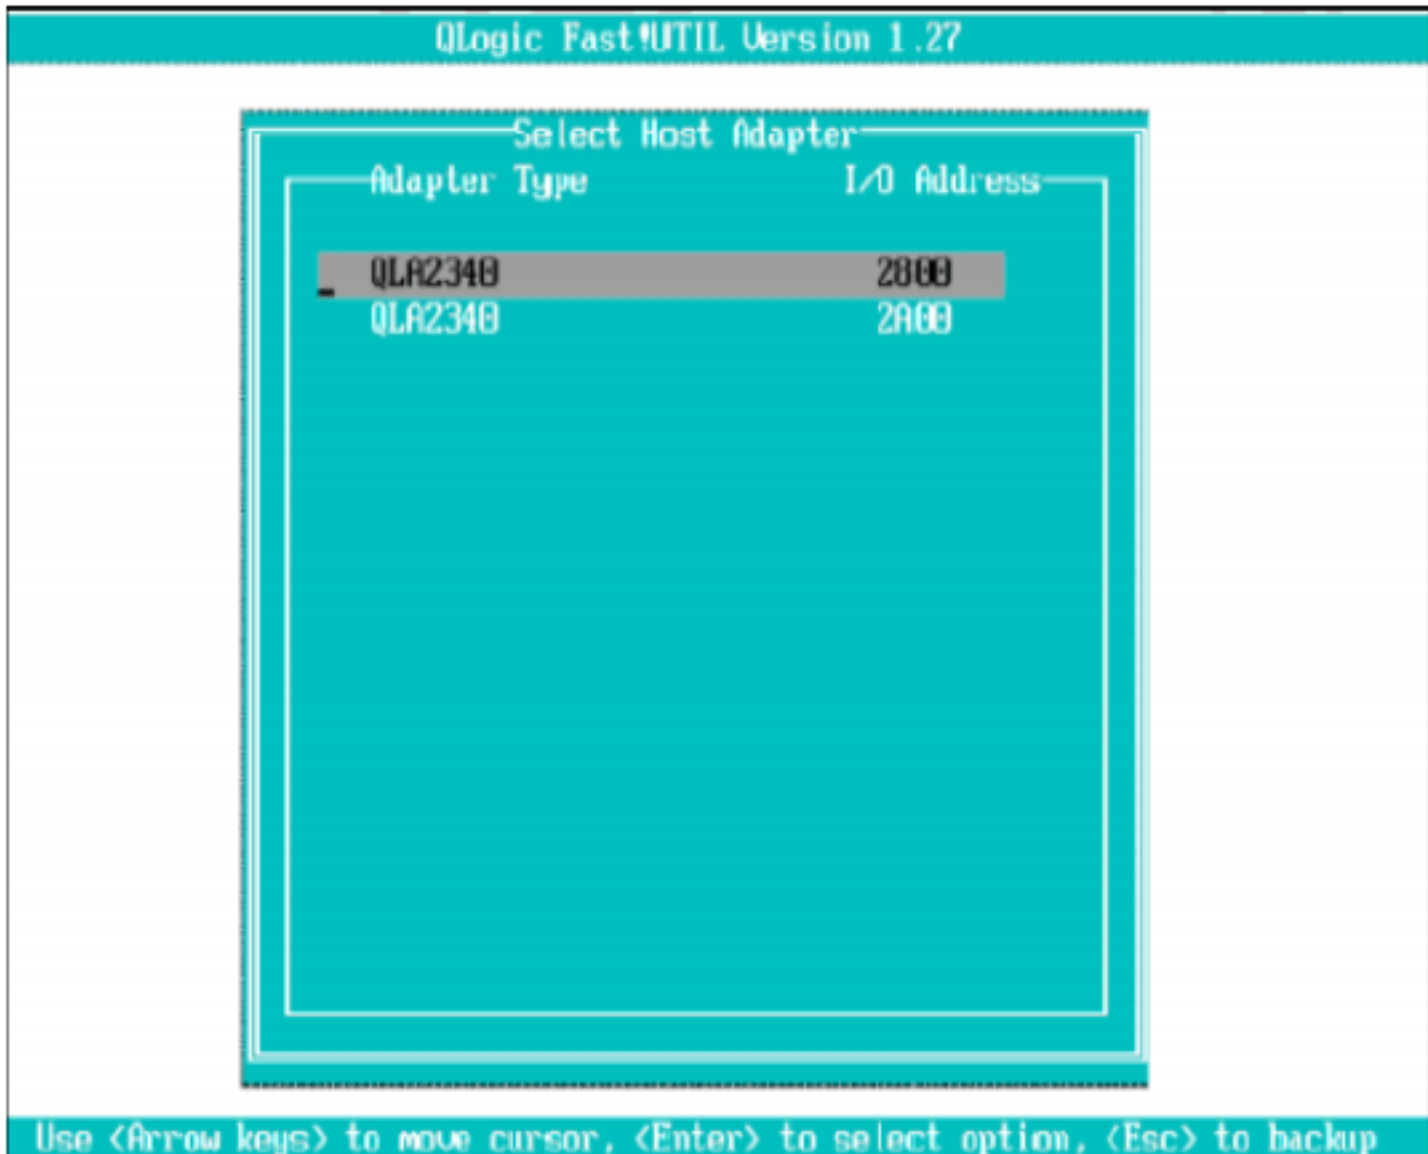 QLogic Fast!UTIL Version 1.27
Select Host Adapter
Adapter Type I/O Address
QLA2340 2800
QLA2340 2A00
Use <Arrow keys> to move cursor, <Enter> to select option, <Esc> to backup